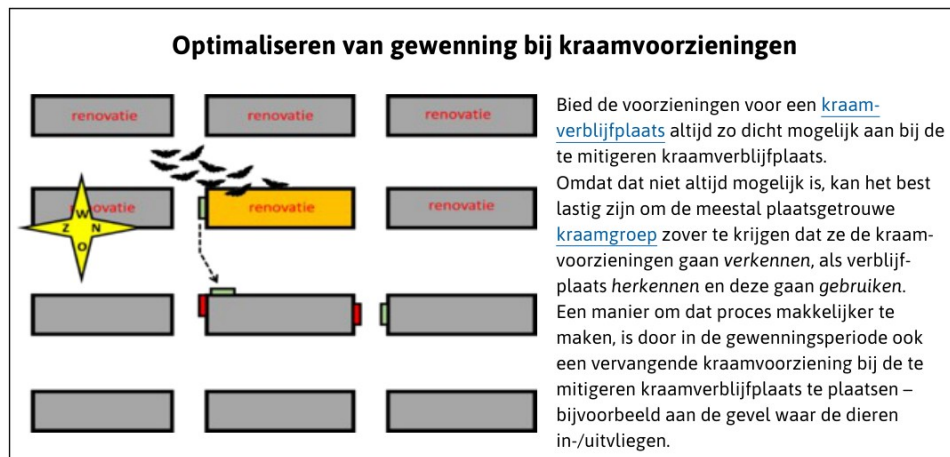 Optimaliseren van gewenning bij kraamvoorzieningen
renovatie
renovatie
renovatie
renovatie
renovatie
renovatie
W
Z N
O
Bied de voorzieningen voor een kraam-
verblijfplaats altijd zo dicht mogelijk aan bij de
te mitigeren kraamverblijfplaats.
Omdat dat niet altijd mogelijk is, kan het best
lastig zijn om de meestal plaatsgetrouwe
kraamgroep zover te krijgen dat ze de kraam-
voorzieningen gaan verkennen, als verblijf-
plaats herkennen en deze gaan gebruiken.
Een manier om dat proces makkelijker te
maken, is door in de gewenningsperiode ook
een vervangende kraamvoorziening bij de te
mitigeren kraamverblijfplaats te plaatsen –
bijvoorbeeld aan de gevel waar de dieren
in-/uitvliegen.